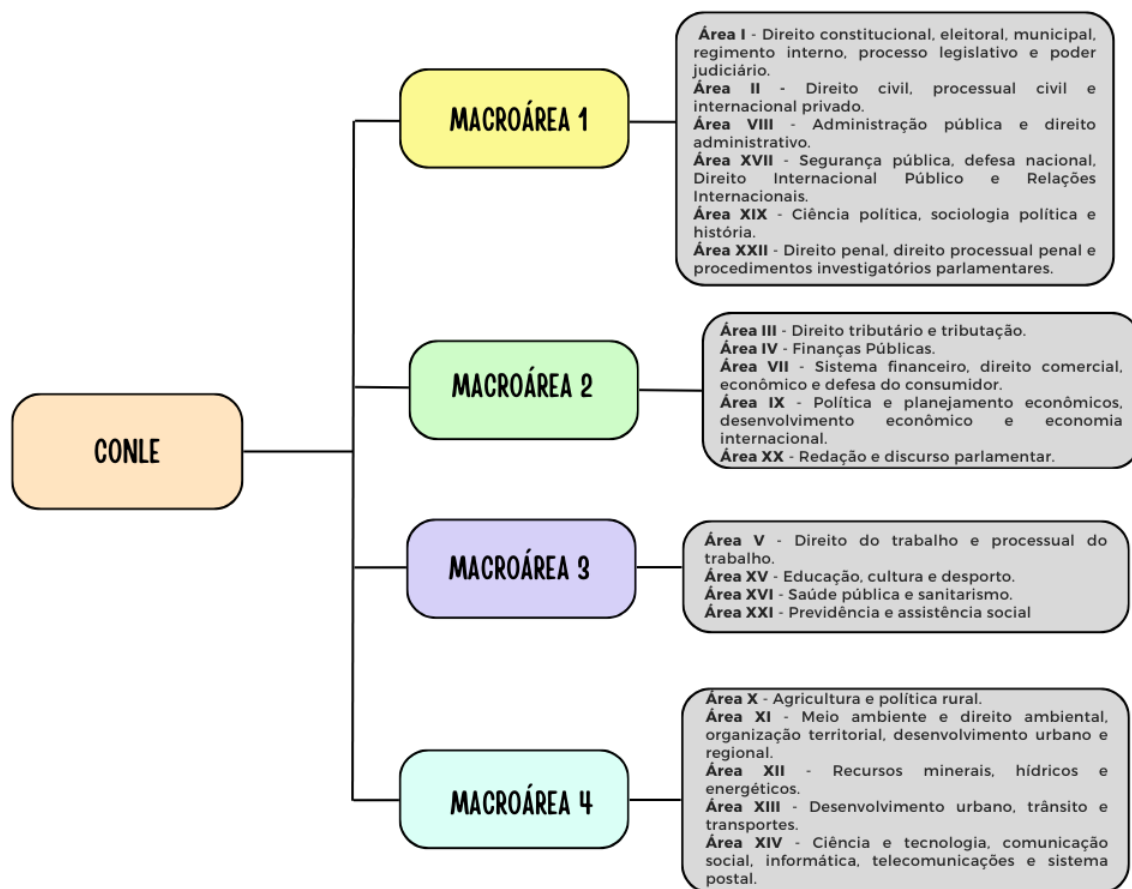 CONLE
MACROÁREA 1
Área I - Direito constitucional, eleitoral, municipal,
regimento interno, processo legislativo e poder
judiciário.
Área II - Direito civil, processual civil e
internacional privado.
Área VIII - Administração pública e direito
administrativo.
Área XVII - Segurança pública, defesa nacional,
Direito Internacional Público e Relações
Internacionais.
Área XIX - Ciência política, sociologia política e
história.
Área XXII - Direito penal, direito processual penal e
procedimentos investigatórios parlamentares.
MACROÁREA 2
Área III - Direito tributário e tributação.
Área IV - Finanças Públicas.
Área VII - Sistema financeiro, direito comercial,
econômico e defesa do consumidor.
Área IX - Política e planejamento econômicos,
desenvolvimento econômico e economia
internacional.
Área XX - Redação e discurso parlamentar.
MACROÁREA 3
Área V - Direito do trabalho e processual do
trabalho.
Área XV - Educação, cultura e desporto.
Área XVI - Saúde pública e sanitarismo.
Área XXI - Previdência e assistência social
MACROÁREA 4
Área X - Agricultura e política rural.
Área XI - Meio ambiente e direito ambiental,
organização territorial, desenvolvimento urbano e
regional.
Área XII - Recursos minerais, hídricos e
energéticos.
Área XIII - Desenvolvimento urbano, trânsito e
transportes.
Área XIV - Ciência e tecnologia, comunicação
social, informática, telecomunicações e sistema
postal.